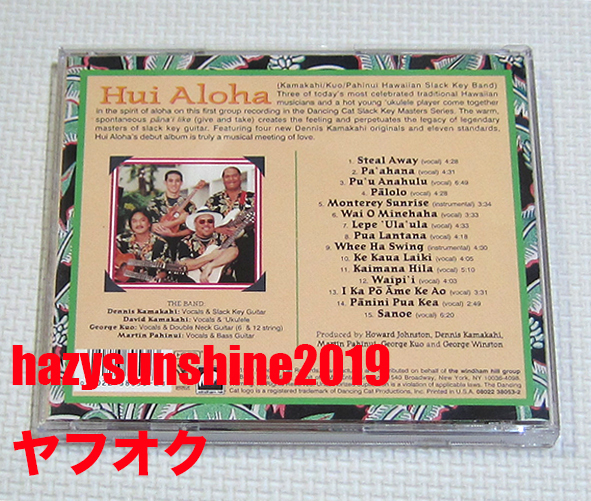 Hui Aloha
(Kamakahi/Kuo/Pahinui Hawaiian Slack Key Band)
Three of today's most celebrated traditional Hawaiian
musicians and a hot young 'ukulele player come together
in the spirit of aloha on this first group recording in the Dancing Cat Slack Key Masters Series. The warm,
spontaneous pāna'i like (give and take) creates the feeling and perpetuates the legacy of legendary
masters of slack key guitar. Featuring four new Dennis Kamakahi originals and eleven standards,
Hui Aloha's debut album is truly a musical meeting of love.
1. Steal Away (vocal) 4:28
2. Pa'ahana (vocal) 4:00
3. Pu'u Anahulu (vocal) 6:49
4. Pālolo (vocal) 4:28
5. Monterey Sunrise (instrumental) 3:34
6. Wai O Minehaha (vocal) 3:33
7. Lepe 'Ula'ula (vocal) 4:10
8. Pua Lantana (vocal) 4:18
9. Whee Ha Swing (instrumental) 4:00
10. Ke Kaua Laiki (vocal) 4:05
11. Kaimana Hila (vocal) 5:10
12. Waipi'i (vocal) 4:14
13. I Ka Pō Āme Ke Ao (vocal) 3:31
14. Pānini Pua Kea (vocal) 2:49
15. Sanoe (vocal) 6:20
THE BAND:
Dennis Kamakahi: Vocals & Slack Key Guitar
David Kamakahi: Vocals & 'Ukulele
George Kuo: Vocals & Double Neck Guitar (6 & 12 string)
Martin Pahinui: Vocals & Bass Guitar
Produced by Howard Johnston, Dennis Kamakahi,
Martin Pahinui, George Kuo and George Winston
hazysunshine2019
distributed on behalf of the windham hill group
1540 Broadway, New York, NY 10036-4098.
violation of applicable laws. The Dancing
Cat logo is a registered trademark of Dancing Cat Productions, Inc. Printed in U.S.A. 08022 38053-2
ヤフオク